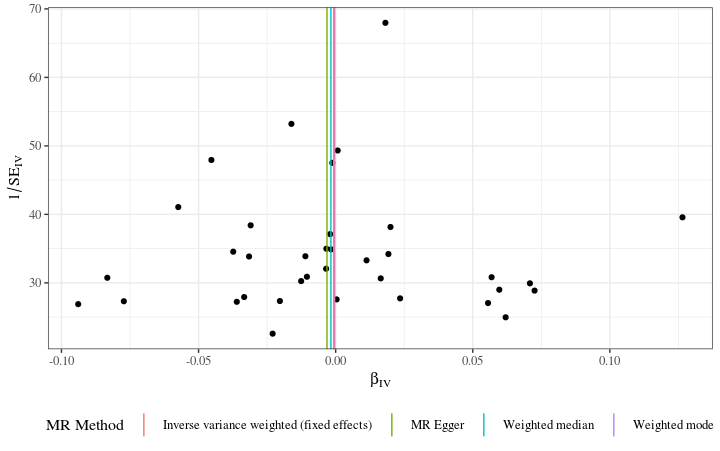 70
60
50
40
30
1/SE_IV
-0.10 -0.05 0.00 0.05 0.10
β_IV
MR Method Inverse variance weighted (fixed effects) MR Egger Weighted median Weighted mode